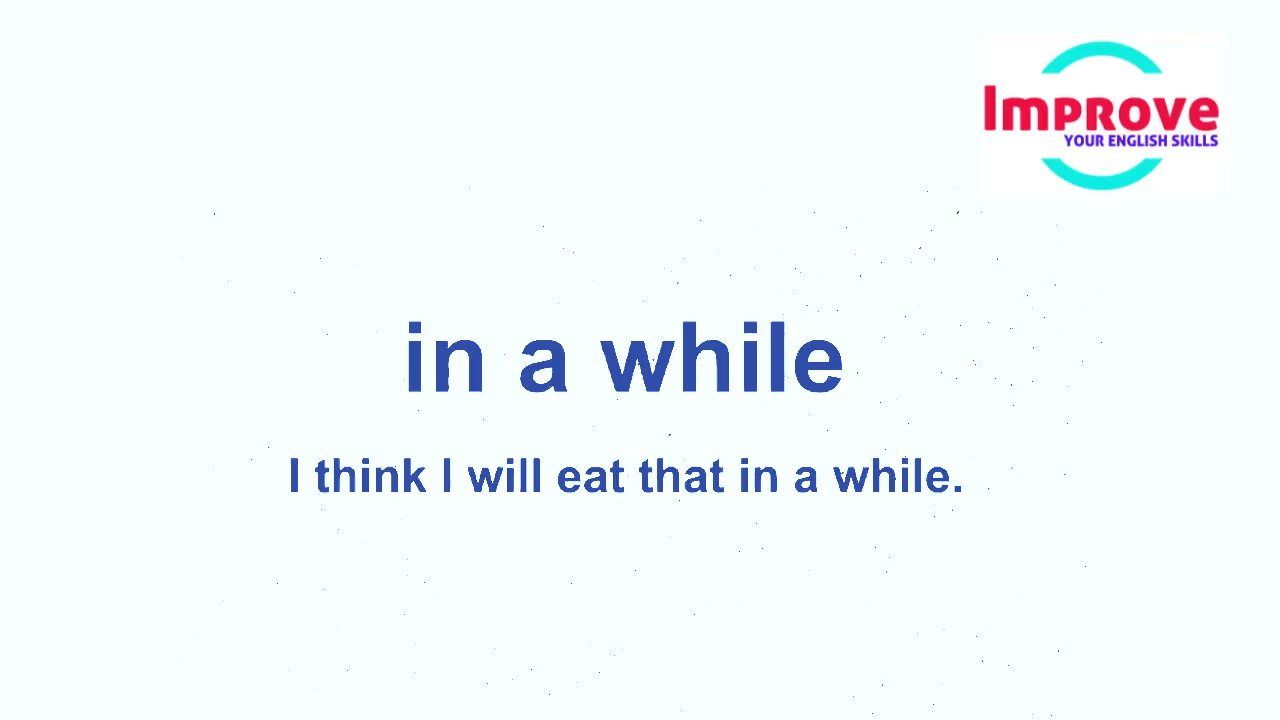 Improve
YOUR ENGLISH SKILLS
in a while
I think I will eat that in a while.